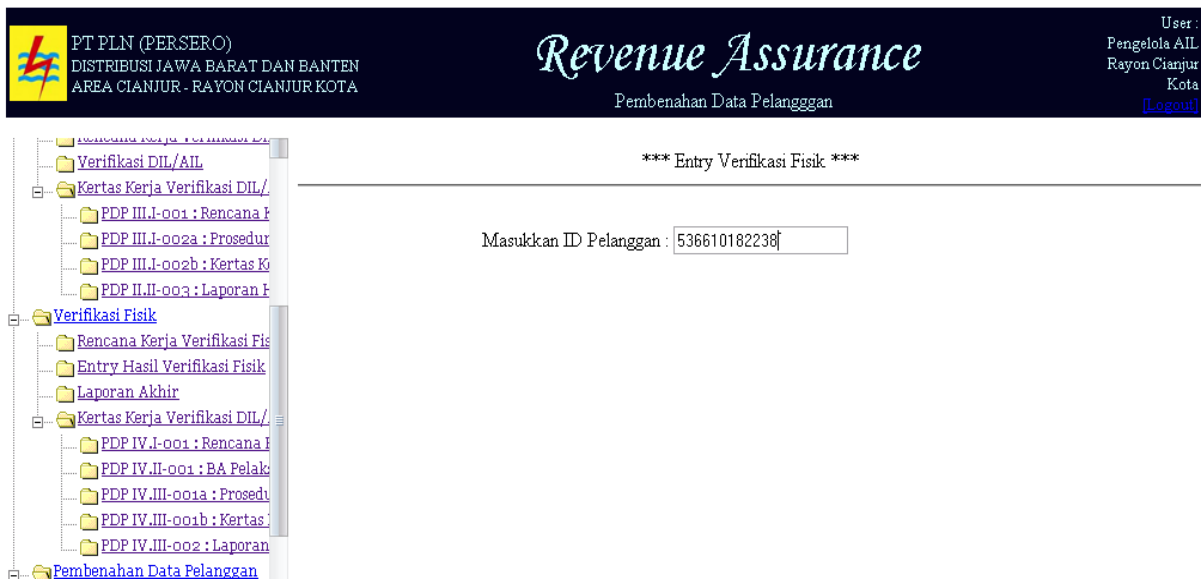 PT PLN (PERSERO)
DISTRIBUSI JAWA BARAT DAN BANTEN
AREA CIANJUR - RAYON CIANJUR KOTA
Revenue Assurance
Pembenahan Data Pelangggan
User :
Pengelola AIL
Rayon Cianjur
Kota
[Logout]
Rencana Kerja Verifikasi DI
Verifikasi DIL/AIL
Kertas Kerja Verifikasi DIL/
PDP III.I-001 : Rencana K
PDP III.I-002a : Prosedur
PDP III.I-002b : Kertas K
PDP II.II-003 : Laporan H
Verifikasi Fisik
Rencana Kerja Verifikasi Fis
Entry Hasil Verifikasi Fisik
Laporan Akhir
Kertas Kerja Verifikasi DIL/
PDP IV.I-001 : Rencana K
PDP IV.II-001 : BA Pelak
PDP IV.III-001a : Prosedu
PDP IV.III-001b : Kertas
PDP IV.III-002 : Laporan
Pembenahan Data Pelanggan
*** Entry Verifikasi Fisik ***
Masukkan ID Pelanggan : 536610182238